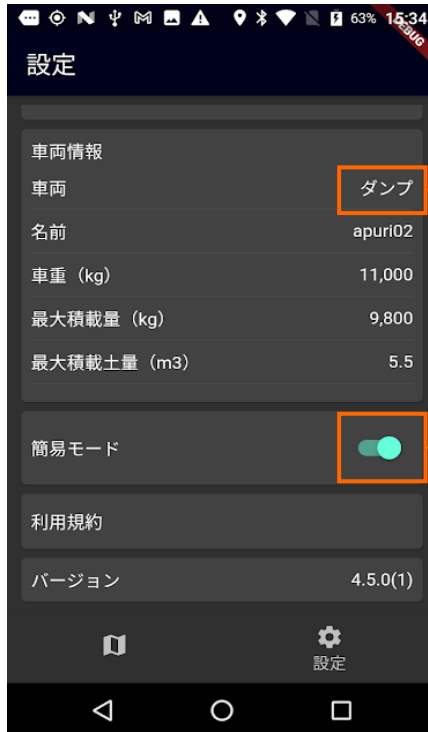 63% 15:34
設定
車両情報
車両 ダンプ
名前 apuri02
車重（kg） 11,000
最大積載量（kg） 9,800
最大積載土量（m3） 5.5
簡易モード
利用規約
バージョン 4.5.0(1)
設定